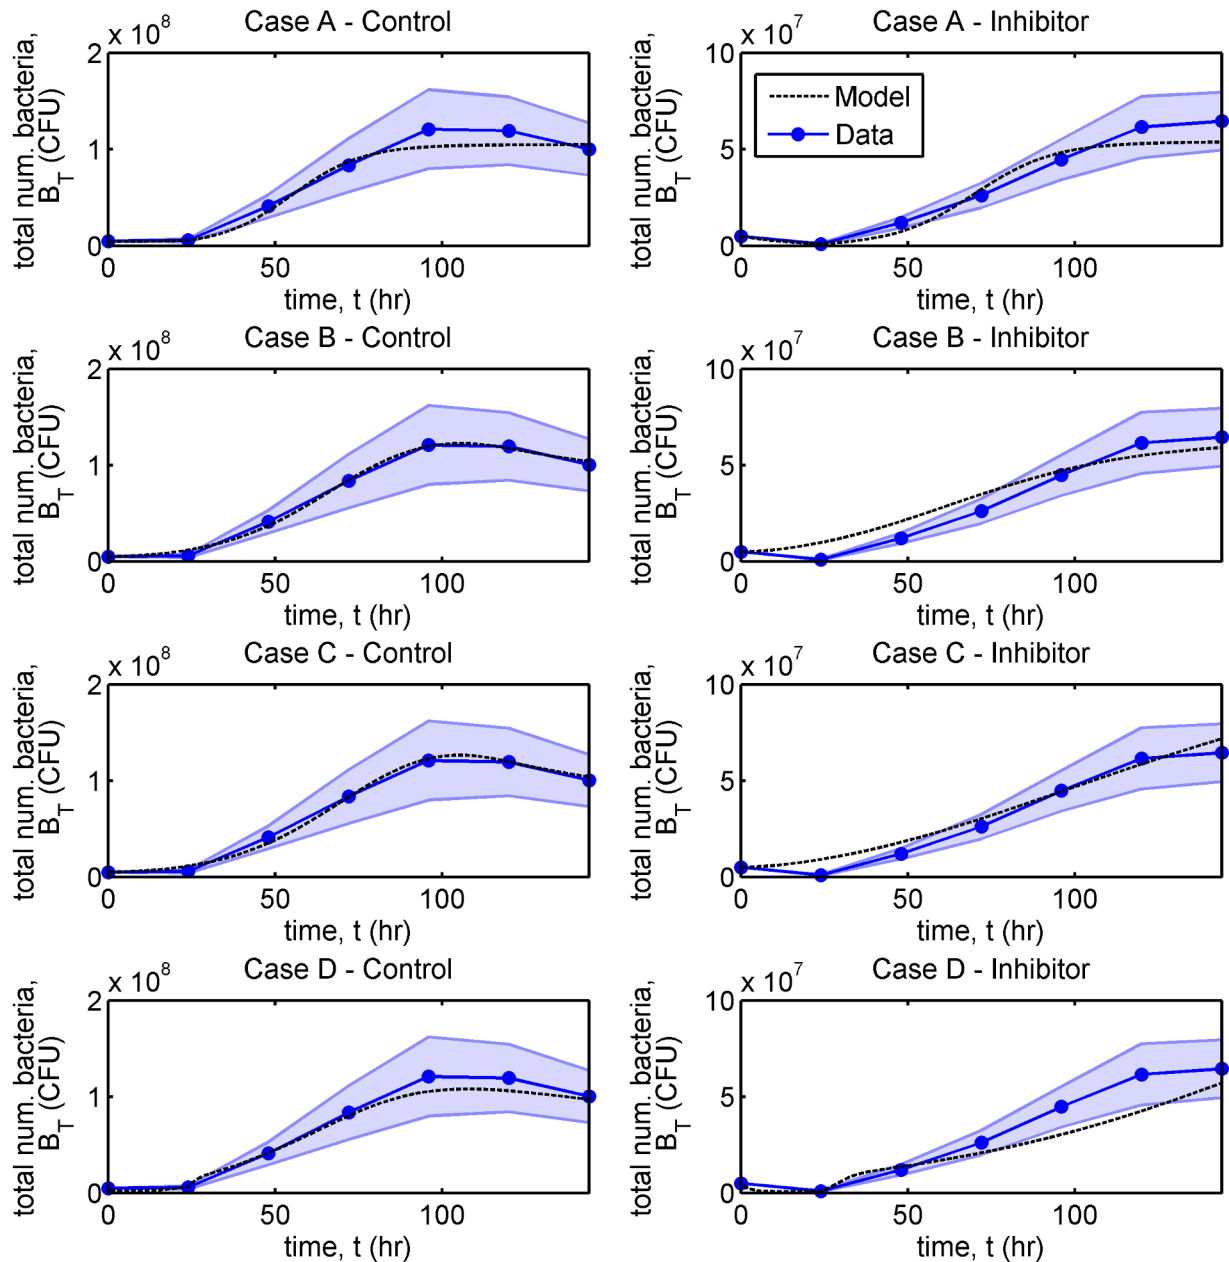 Case A - Control
x 10^8
total num. bacteria,
B_T (CFU)
2
1
0
0
50
100
time, t (hr)
Case A - Inhibitor
x 10^7
total num. bacteria,
B_T (CFU)
10
5
0
Model
Data
0
50
100
time, t (hr)
Case B - Control
x 10^8
total num. bacteria,
B_T (CFU)
2
1
0
0
50
100
time, t (hr)
Case B - Inhibitor
x 10^7
total num. bacteria,
B_T (CFU)
10
5
0
0
50
100
time, t (hr)
Case C - Control
x 10^8
total num. bacteria,
B_T (CFU)
2
1
0
0
50
100
time, t (hr)
Case C - Inhibitor
x 10^7
total num. bacteria,
B_T (CFU)
10
5
0
0
50
100
time, t (hr)
Case D - Control
x 10^8
total num. bacteria,
B_T (CFU)
2
1
0
0
50
100
time, t (hr)
Case D - Inhibitor
x 10^7
total num. bacteria,
B_T (CFU)
10
5
0
0
50
100
time, t (hr)